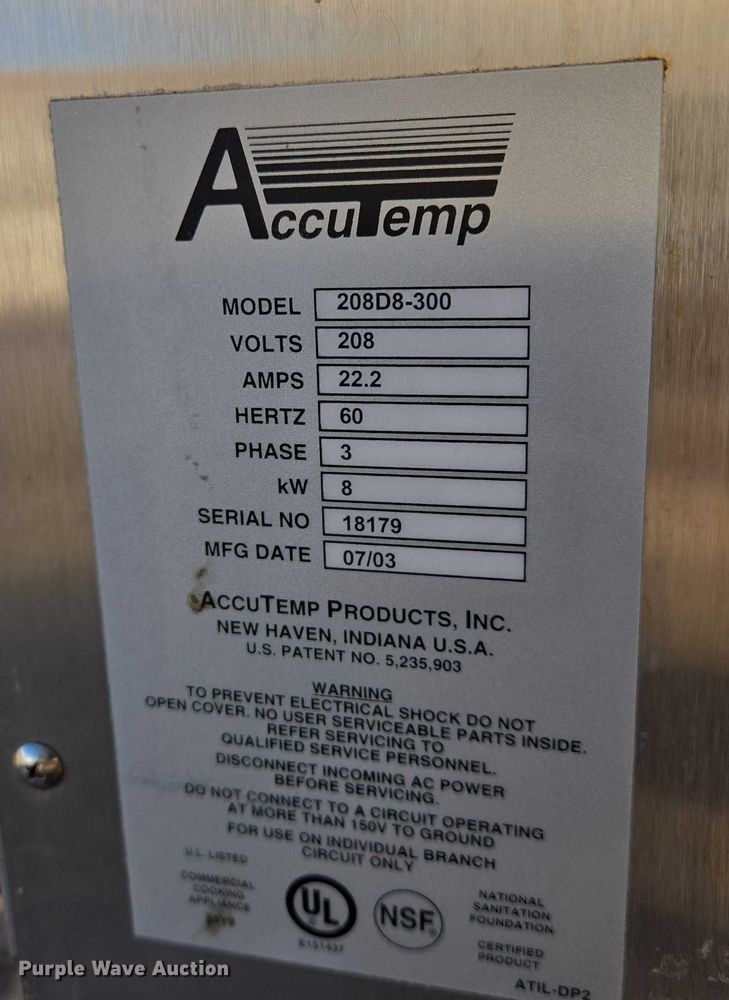 AccuTemp
MODEL 208D8-300
VOLTS 208
AMPS 22.2
HERTZ 60
PHASE 3
kW 8
SERIAL NO 18179
MFG DATE 07/03
ACCUTEMP PRODUCTS, INC.
NEW HAVEN, INDIANA U.S.A.
U.S. PATENT NO. 5,235,903
WARNING
TO PREVENT ELECTRICAL SHOCK DO NOT
OPEN COVER. NO USER SERVICEABLE PARTS INSIDE.
REFER SERVICING TO
QUALIFIED SERVICE PERSONNEL.
DISCONNECT INCOMING AC POWER
BEFORE SERVICING.
DO NOT CONNECT TO A CIRCUIT OPERATING
AT MORE THAN 150V TO GROUND
FOR USE ON INDIVIDUAL BRANCH
CIRCUIT ONLY
U.L. LISTED
COMMERCIAL
COOKING
APPLIANCE
UL
E151437
NSF
NATIONAL
SANITATION
FOUNDATION
CERTIFIED
PRODUCT
ATIL-DP2
Purple Wave Auction